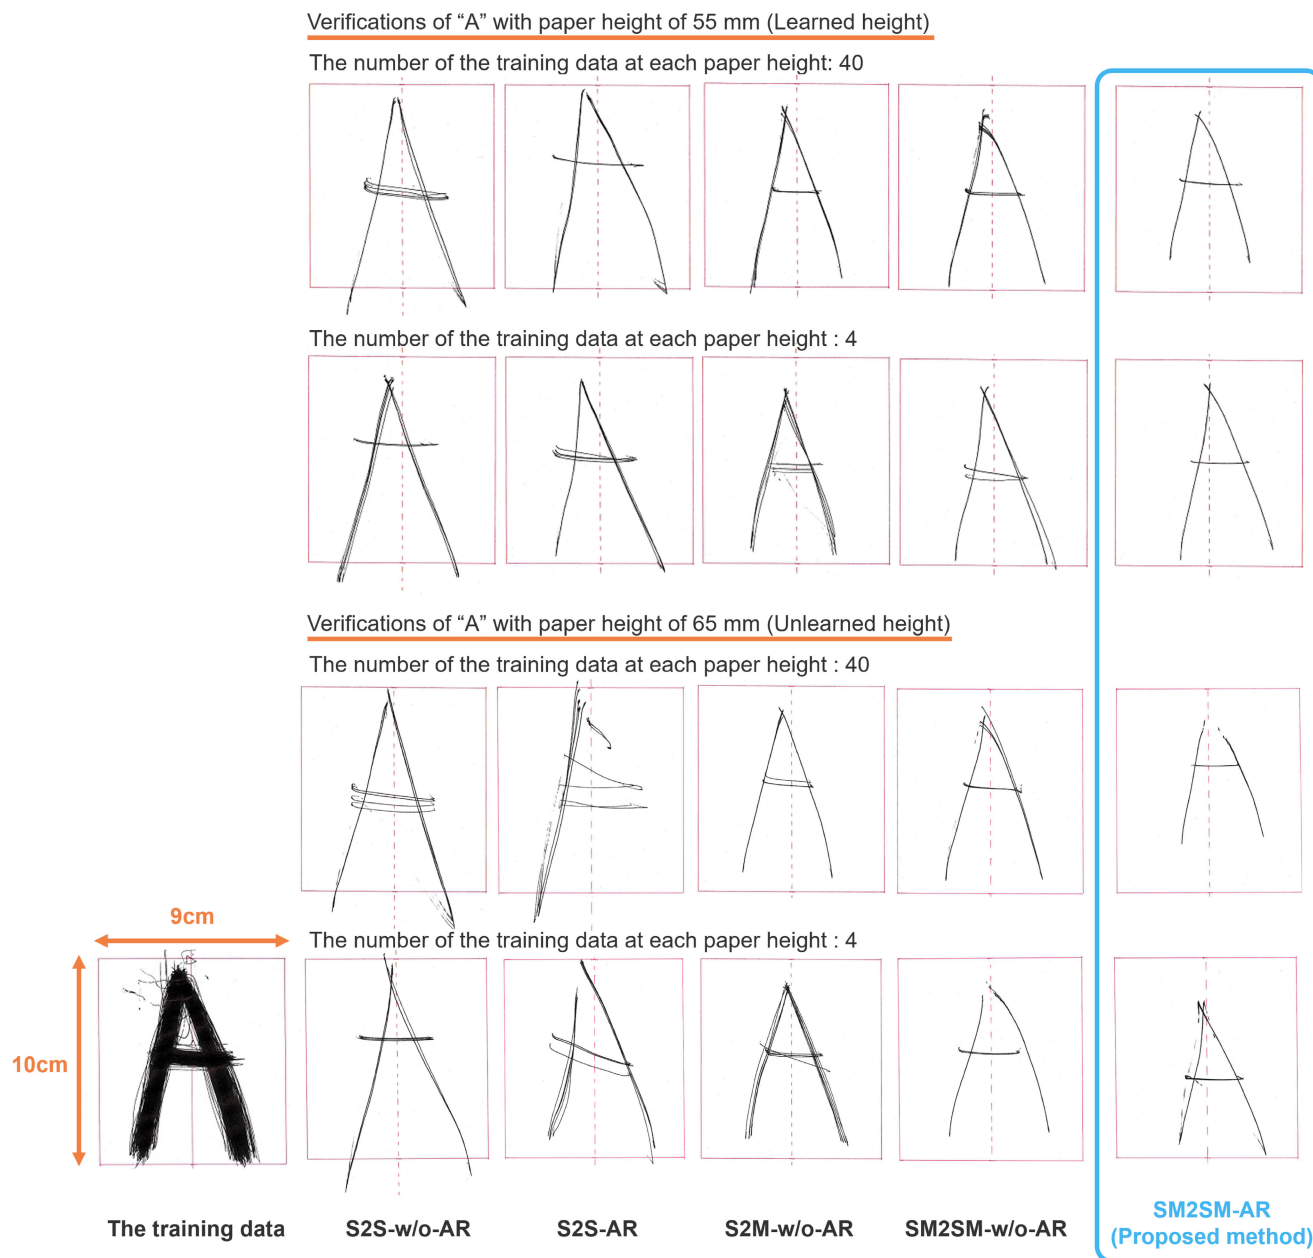 Verifications of “A” with paper height of 55 mm (Learned height)
The number of the training data at each paper height: 40
The number of the training data at each paper height : 4
Verifications of “A” with paper height of 65 mm (Unlearned height)
The number of the training data at each paper height : 40
9cm
The number of the training data at each paper height : 4
10cm
The training data
S2S-w/o-AR
S2S-AR
S2M-w/o-AR
SM2SM-w/o-AR
SM2SM-AR
(Proposed method)